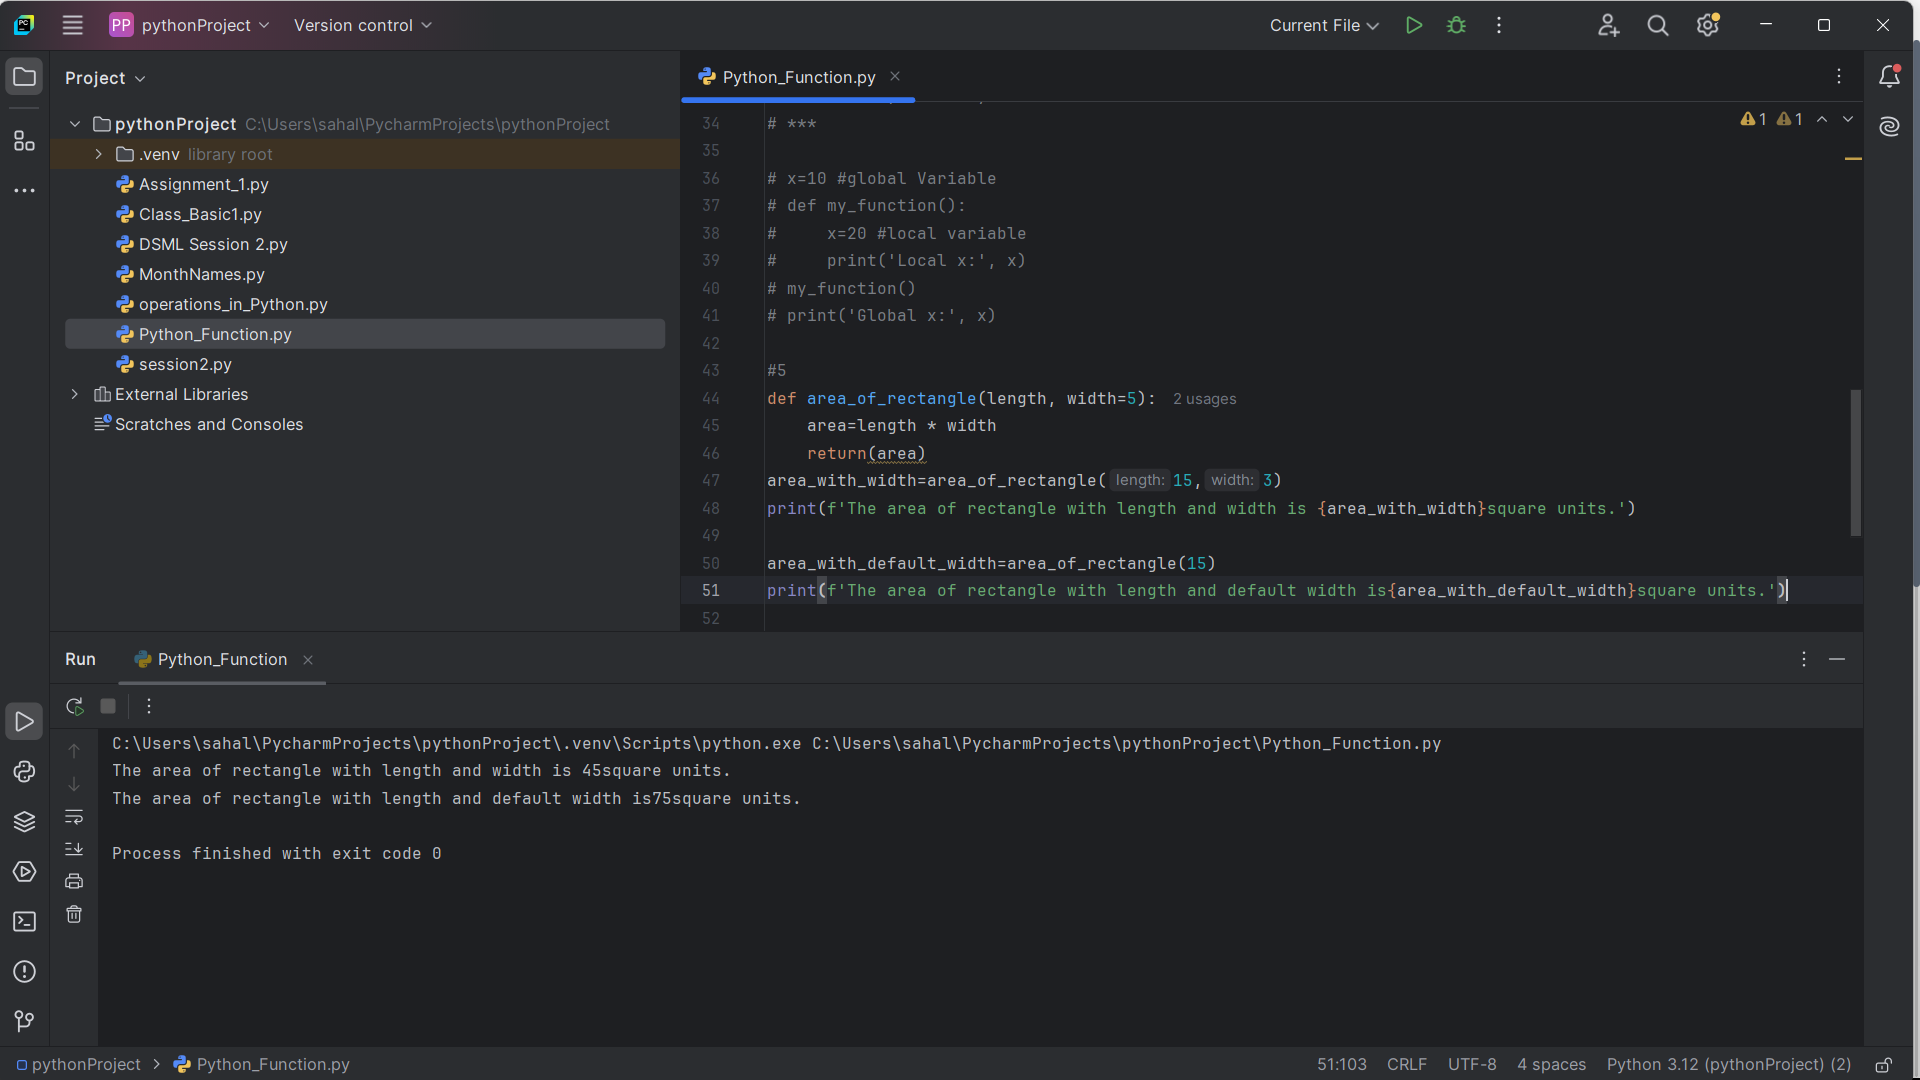 PP pythonProject Version control Current File
Project
pythonProject C:\Users\sahal\PycharmProjects\pythonProject
.venv library root
Assignment_1.py
Class_Basic1.py
DSML Session 2.py
MonthNames.py
operations_in_Python.py
Python_Function.py
session2.py
External Libraries
Scratches and Consoles
Python_Function.py
1 1
34 # ***
35
36 # x=10 #global Variable
37 # def my_function():
38 #     x=20 #local variable
39 #     print('Local x:', x)
40 # my_function()
41 # print('Global x:', x)
42
43 #5
44 def area_of_rectangle(length, width=5): 2 usages
45     area=length * width
46     return(area)
47 area_with_width=area_of_rectangle( length: 15, width: 3)
48 print(f'The area of rectangle with length and width is {area_with_width}square units.')
49
50 area_with_default_width=area_of_rectangle(15)
51 print(f'The area of rectangle with length and default width is{area_with_default_width}square units.')
52
Run Python_Function
C:\Users\sahal\PycharmProjects\pythonProject\.venv\Scripts\python.exe C:\Users\sahal\PycharmProjects\pythonProject\Python_Function.py
The area of rectangle with length and width is 45square units.
The area of rectangle with length and default width is75square units.
Process finished with exit code 0
pythonProject > Python_Function.py 51:103 CRLF UTF-8 4 spaces Python 3.12 (pythonProject) (2)